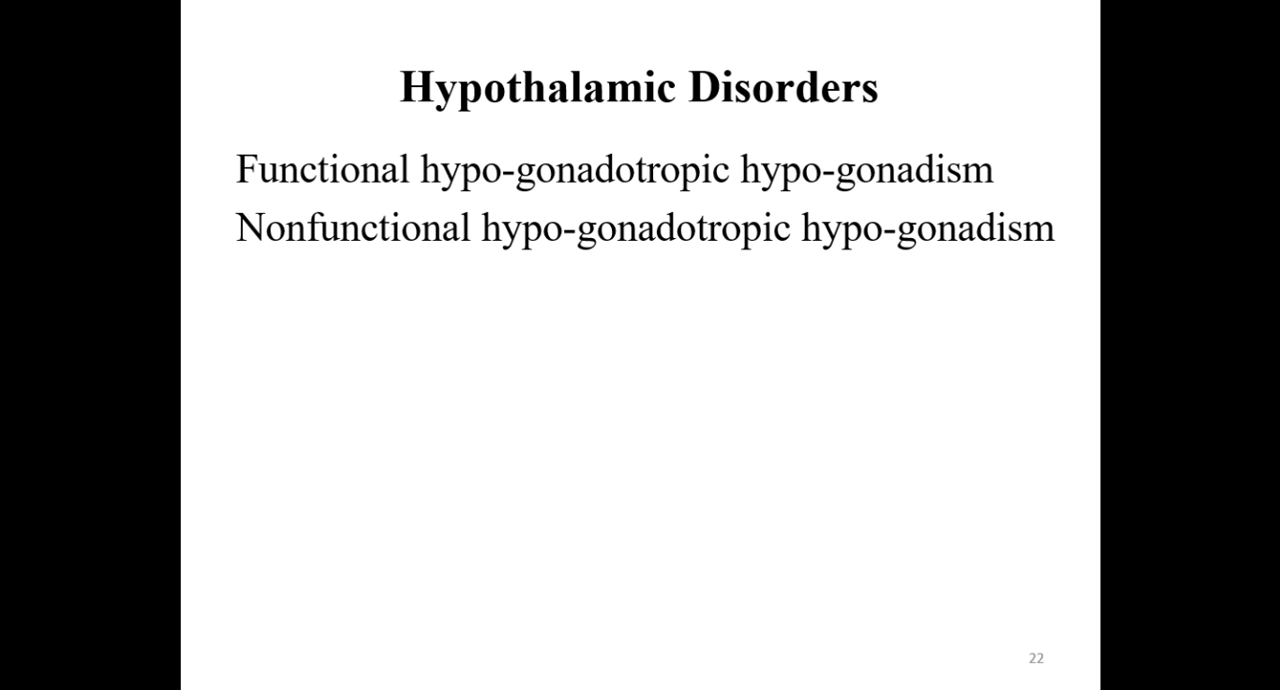 Hypothalamic Disorders
Functional hypo-gonadotropic hypo-gonadism
Nonfunctional hypo-gonadotropic hypo-gonadism
22